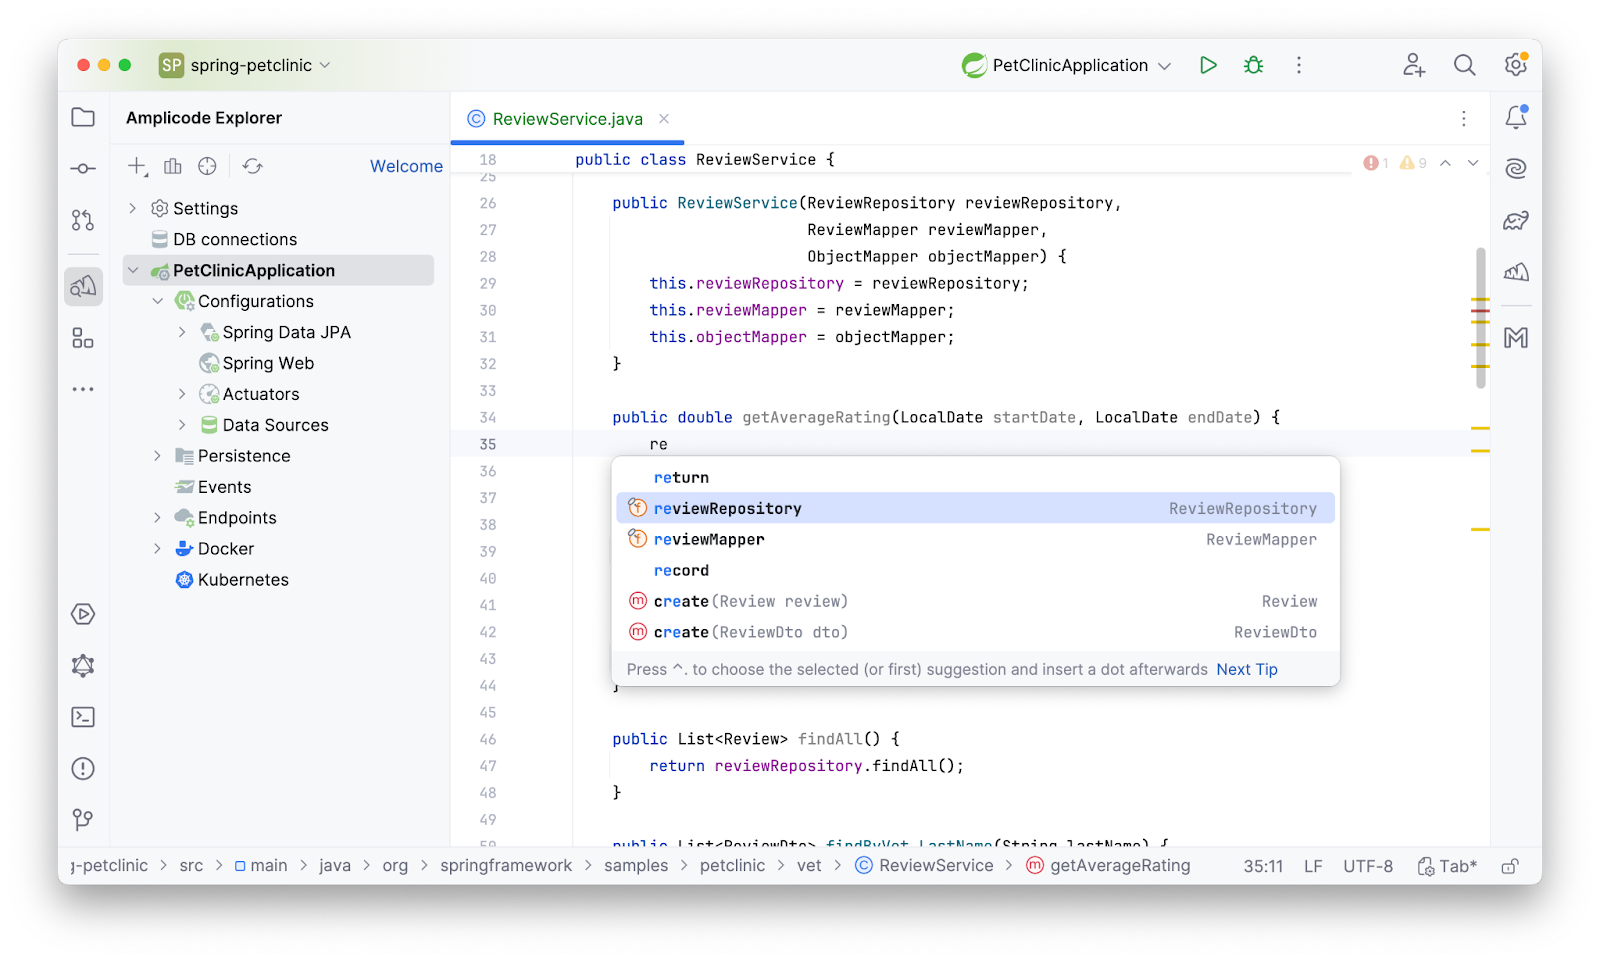 SP spring-petclinic
PetClinicApplication
Amplicode Explorer
Welcome
Settings
DB connections
PetClinicApplication
Configurations
Spring Data JPA
Spring Web
Actuators
Data Sources
Persistence
Events
Endpoints
Docker
Kubernetes
ReviewService.java
18 public class ReviewService {
1 9
25
26 public ReviewService(ReviewRepository reviewRepository,
27 ReviewMapper reviewMapper,
28 ObjectMapper objectMapper) {
29 this.reviewRepository = reviewRepository;
30 this.reviewMapper = reviewMapper;
31 this.objectMapper = objectMapper;
32 }
33
34 public double getAverageRating(LocalDate startDate, LocalDate endDate) {
35 re
36
37
38
39
40
41
42
43
44 }
45
46 public List<Review> findAll() {
47 return reviewRepository.findAll();
48 }
49
50 public List<ReviewDto> findByVet_LastName(String lastName) {
return
reviewRepository ReviewRepository
reviewMapper ReviewMapper
record
create(Review review) Review
create(ReviewDto dto) ReviewDto
Press ^. to choose the selected (or first) suggestion and insert a dot afterwards Next Tip
g-petclinic > src > main > java > org > springframework > samples > petclinic > vet > ReviewService > getAverageRating
35:11 LF UTF-8 Tab*